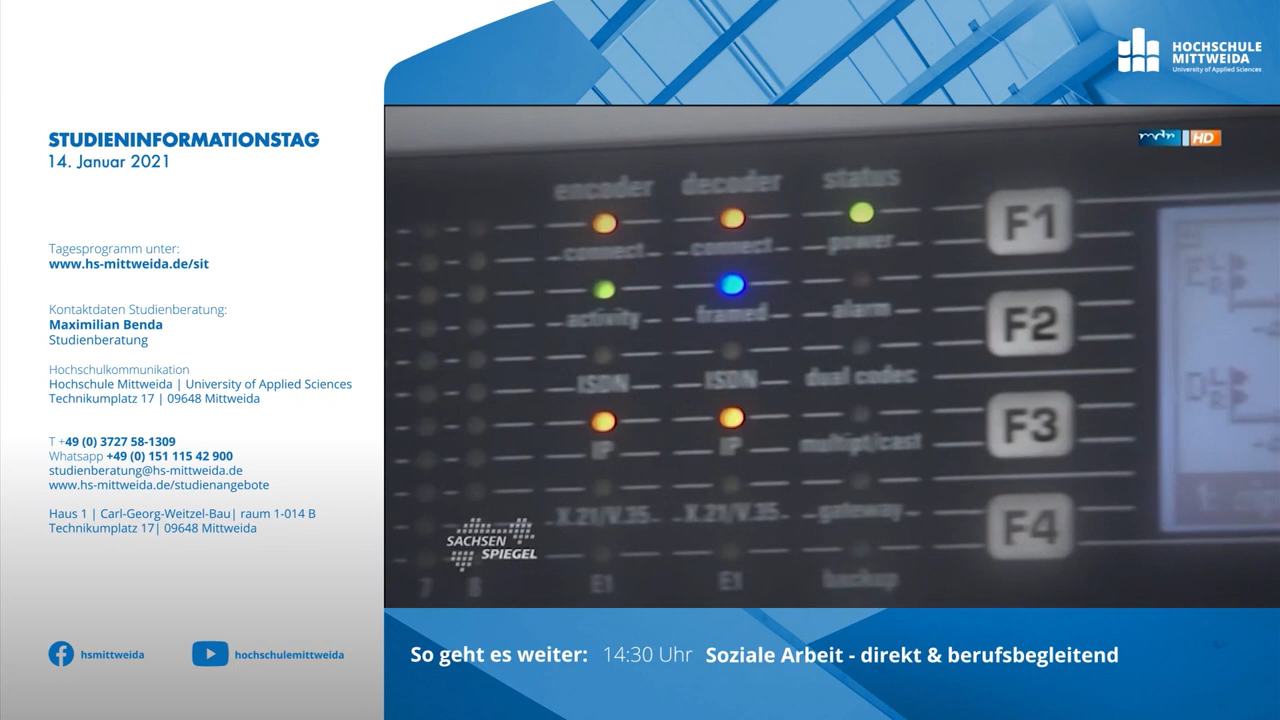 STUDIENINFORMATIONSTAG
14. Januar 2021
Tagesprogramm unter:
www.hs-mittweida.de/sit
Kontaktdaten Studienberatung:
Maximilian Benda
Studienberatung
Hochschulkommunikation
Hochschule Mittweida | University of Applied Sciences
Technikumplatz 17 | 09648 Mittweida
T +49 (0) 3727 58-1309
Whatsapp +49 (0) 151 115 42 900
studienberatung@hs-mittweida.de
www.hs-mittweida.de/studienangebote
Haus 1 | Carl-Georg-Weitzel-Bau| raum 1-014 B
Technikumplatz 17| 09648 Mittweida
hsmittweida
hochschulemittweida
HOCHSCHULE
MITTWEIDA
University of Applied Sciences
mdr HD
encoder decoder status
connect connect power
F1
activity framed alarm
F2
ISDN ISDN dual codec
IP IP multipt/cast
F3
X.21/V.35 X.21/V.35 gateway
F4
7 8 E1 E1 backup
SACHSEN
SPIEGEL
So geht es weiter: 14:30 Uhr Soziale Arbeit - direkt & berufsbegleitend